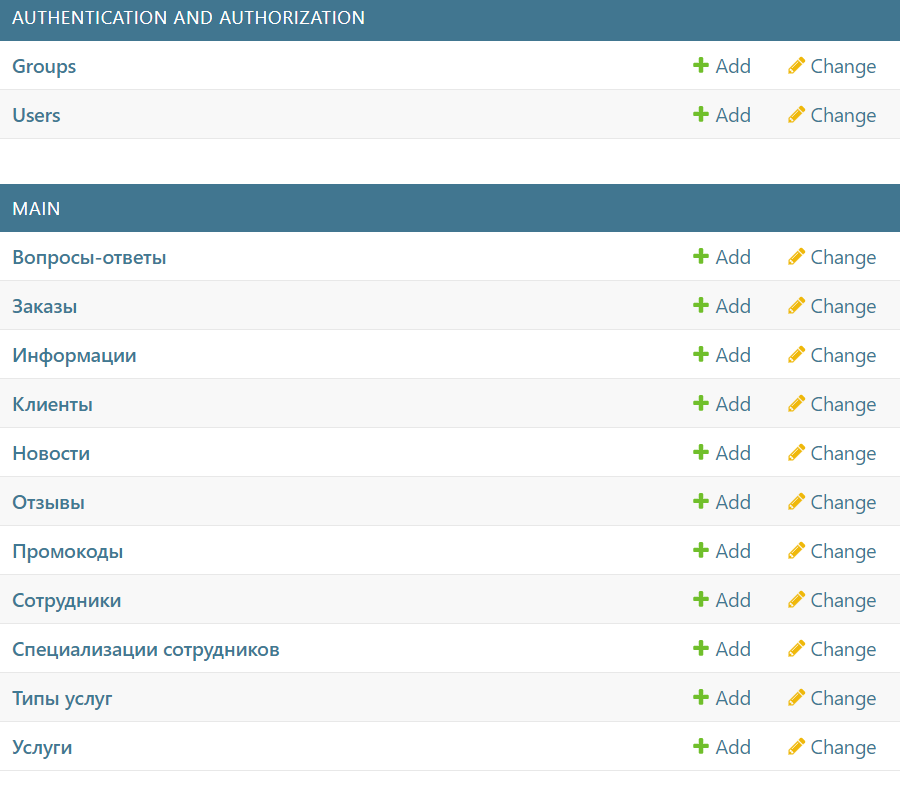 AUTHENTICATION AND AUTHORIZATION
Groups Add Change
Users Add Change
MAIN
Вопросы-ответы Add Change
Заказы Add Change
Информации Add Change
Клиенты Add Change
Новости Add Change
Отзывы Add Change
Промокоды Add Change
Сотрудники Add Change
Специализации сотрудников Add Change
Типы услуг Add Change
Услуги Add Change